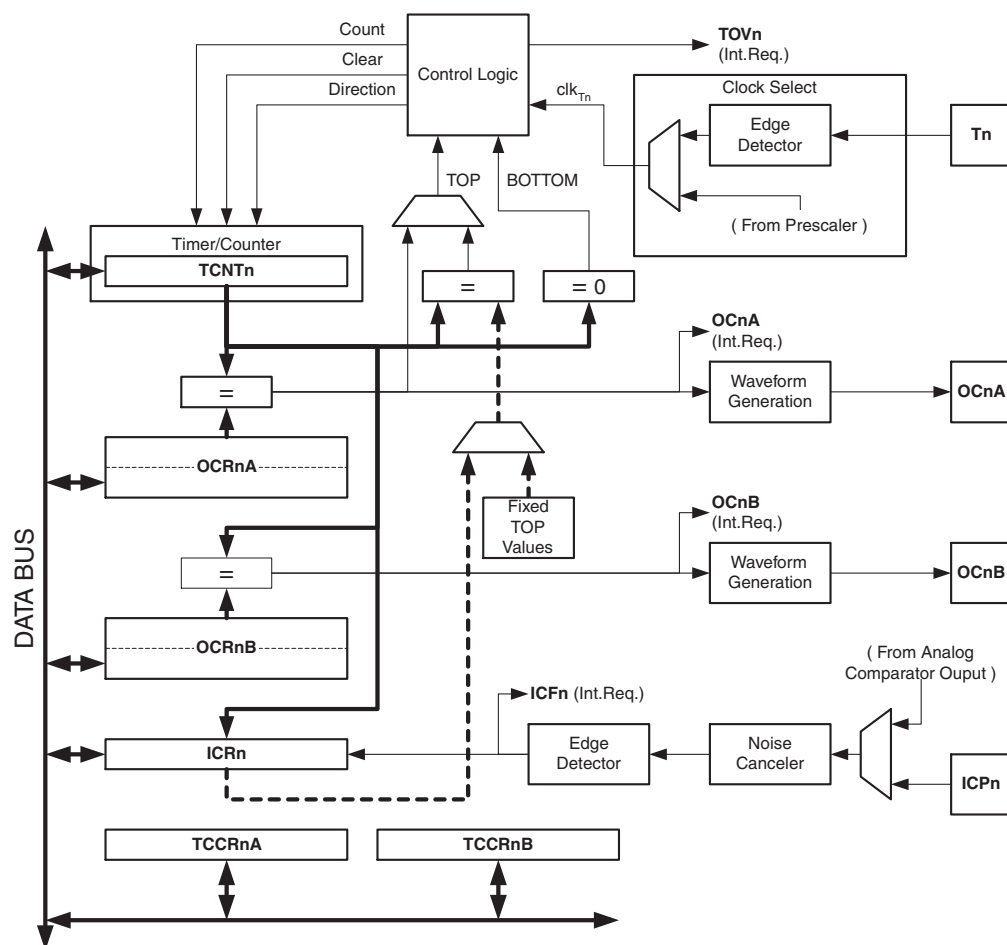 Count
Clear
Direction
Control Logic
TOVn
(Int.Req.)
clkTn
Clock Select
Edge
Detector
Tn
( From Prescaler )
TOP
BOTTOM
Timer/Counter
TCNTn
=
= 0
OCnA
(Int.Req.)
=
Waveform
Generation
OCnA
OCRnA
Fixed
TOP
Values
OCnB
(Int.Req.)
=
Waveform
Generation
OCnB
OCRnB
DATA BUS
( From Analog
Comparator Ouput )
ICFn (Int.Req.)
ICRn
Edge
Detector
Noise
Canceler
ICPn
TCCRnA
TCCRnB